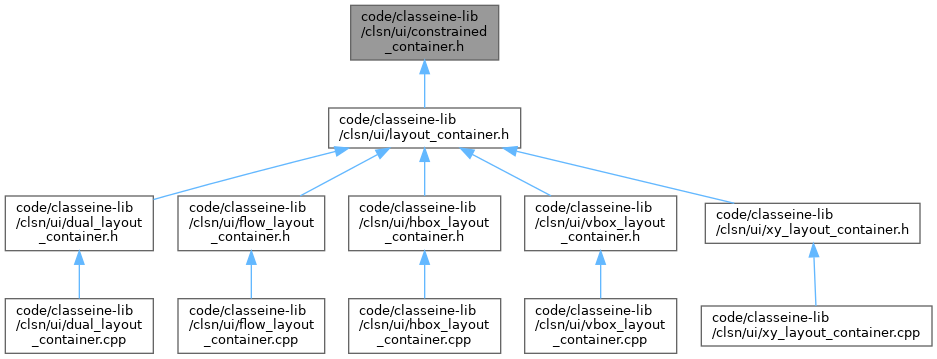 code/classeine-lib
/clsn/ui/constrained
_container.h
code/classeine-lib
/clsn/ui/layout_container.h
code/classeine-lib
/clsn/ui/dual_layout
_container.h
code/classeine-lib
/clsn/ui/flow_layout
_container.h
code/classeine-lib
/clsn/ui/hbox_layout
_container.h
code/classeine-lib
/clsn/ui/vbox_layout
_container.h
code/classeine-lib
/clsn/ui/xy_layout_container.h
code/classeine-lib
/clsn/ui/dual_layout
_container.cpp
code/classeine-lib
/clsn/ui/flow_layout
_container.cpp
code/classeine-lib
/clsn/ui/hbox_layout
_container.cpp
code/classeine-lib
/clsn/ui/vbox_layout
_container.cpp
code/classeine-lib
/clsn/ui/xy_layout_container.cpp